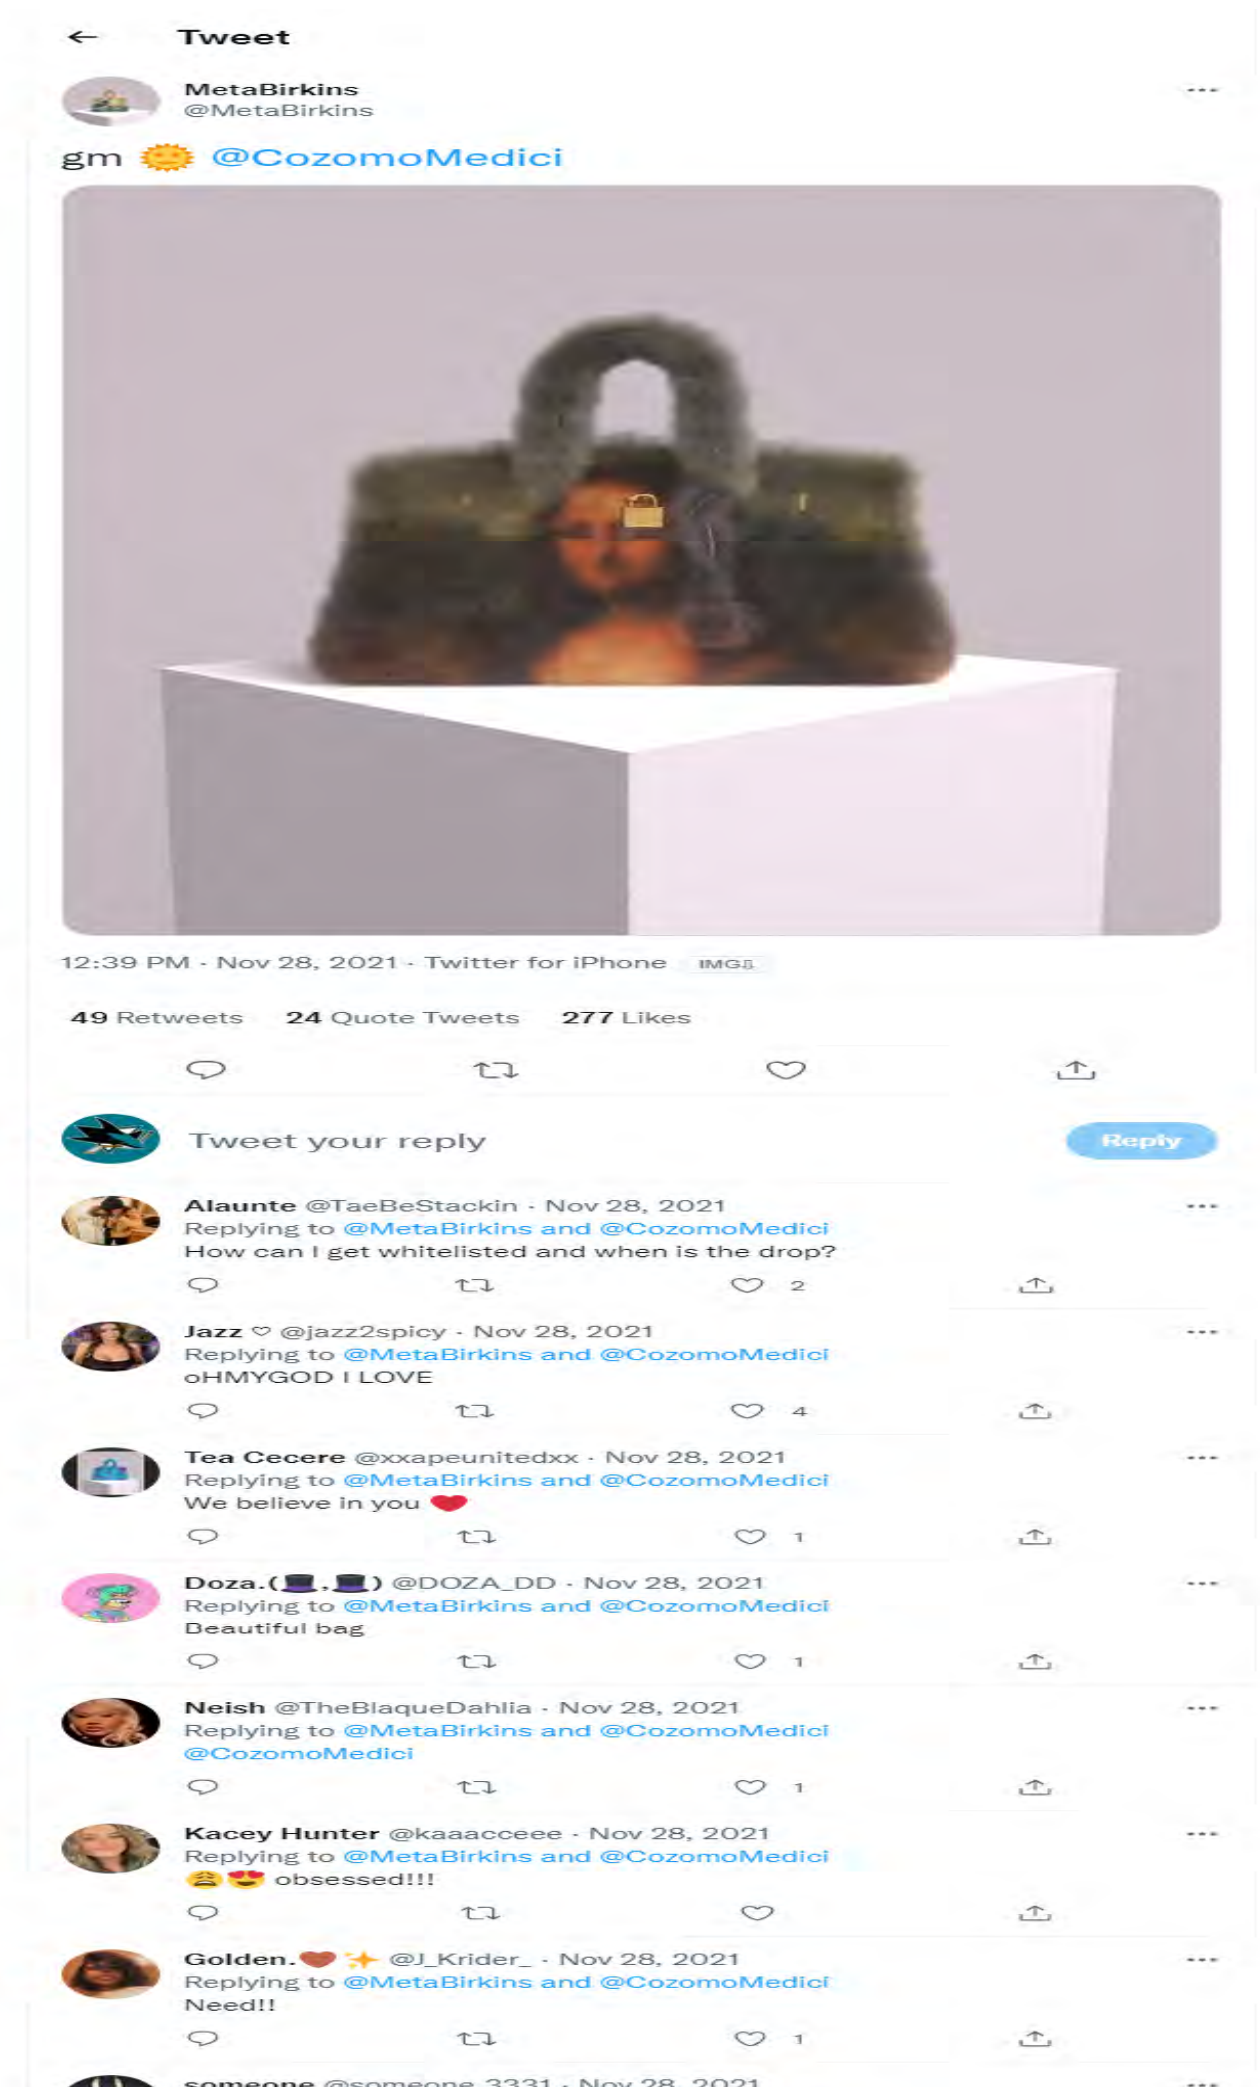 ← Tweet
MetaBirkins
@MetaBirkins
gm 🌞 @CozomoMedici
12:39 PM · Nov 28, 2021 · Twitter for iPhone
49 Retweets 24 Quote Tweets 277 Likes
Tweet your reply
Reply
Alaunte @TaeBeStackin · Nov 28, 2021
Replying to @MetaBirkins and @CozomoMedici
How can I get whitelisted and when is the drop?
2
Jazz ♡ @jazz2spicy · Nov 28, 2021
Replying to @MetaBirkins and @CozomoMedici
oHMYGOD I LOVE
4
Tea Cecere @xxapeunitedxx · Nov 28, 2021
Replying to @MetaBirkins and @CozomoMedici
We believe in you ❤️
1
Doza.(🎩,🎩) @DOZA_DD · Nov 28, 2021
Replying to @MetaBirkins and @CozomoMedici
Beautiful bag
1
Neish @TheBlaqueDahlia · Nov 28, 2021
Replying to @MetaBirkins and @CozomoMedici
@CozomoMedici
1
Kacey Hunter @kaaacceee · Nov 28, 2021
Replying to @MetaBirkins and @CozomoMedici
😩😍 obsessed!!!
Golden.🤎✨ @J_Krider_ · Nov 28, 2021
Replying to @MetaBirkins and @CozomoMedici
Need!!
1
someone @someone_3331 · Nov 28, 2021